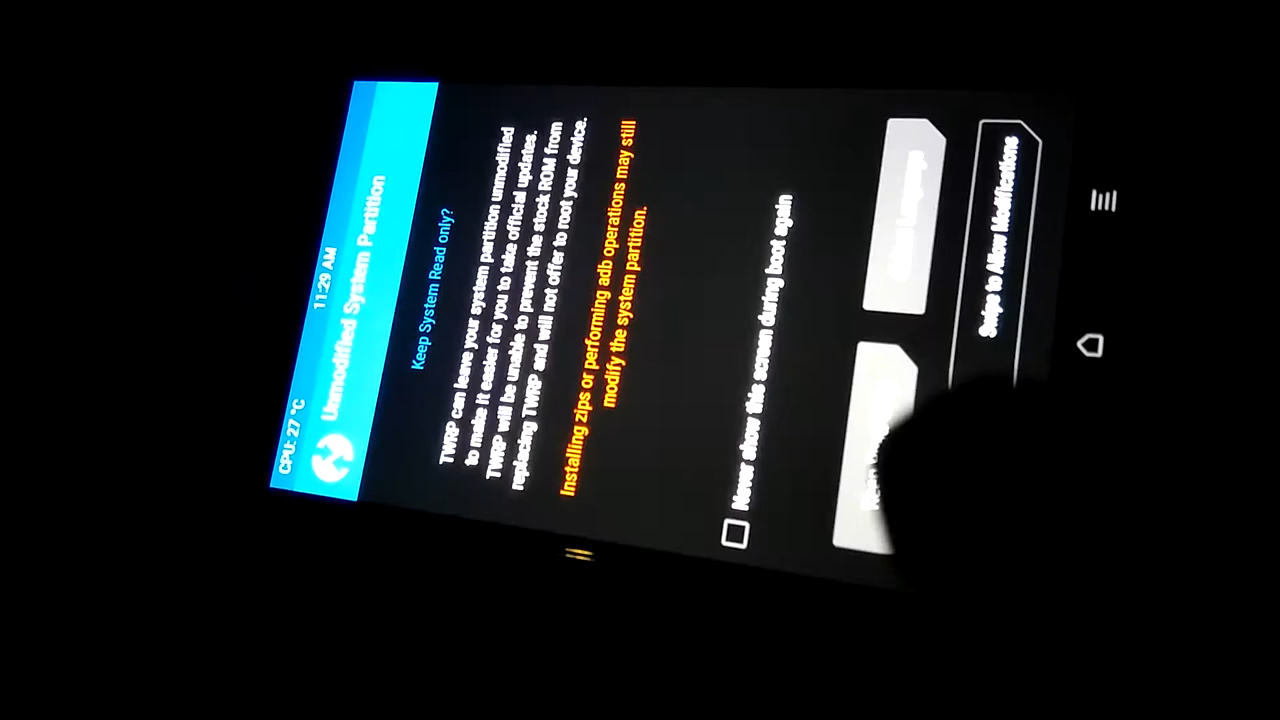 CPU: 27 °C 11:29 AM
Unmodified System Partition
Keep System Read only?
TWRP can leave your system partition unmodified
to make it easier for you to take official updates.
TWRP will be unable to prevent the stock ROM from
replacing TWRP and will not offer to root your device.
Installing zips or performing adb operations may still
modify the system partition.
Never show this screen during boot again
Language
Swipe to Allow Modifications